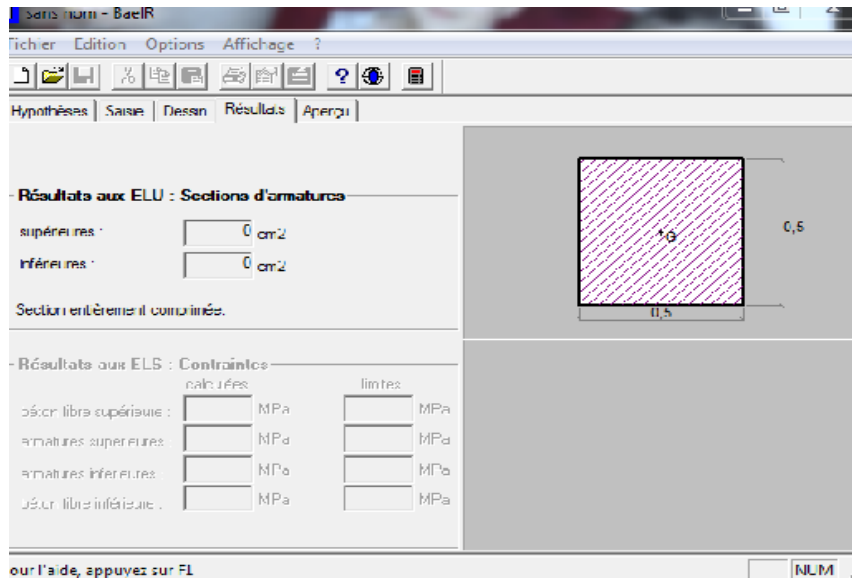 sans nom - BaelR
Fichier Edition Options Affichage ?
Hypothèses Saisie Dessin Résultats Aperçu
Résultats aux ELU : Sections d'armatures
supérieures : 0 cm2
inférieures : 0 cm2
Section entièrement comprimée.
G
0,5
0,5
Résultats aux ELS : Contraintes
calculées limites
béton fibre supérieure : MPa MPa
armatures supérieures : MPa MPa
armatures inférieures : MPa MPa
béton fibre inférieure : MPa MPa
our l'aide, appuyez sur F1
NUM